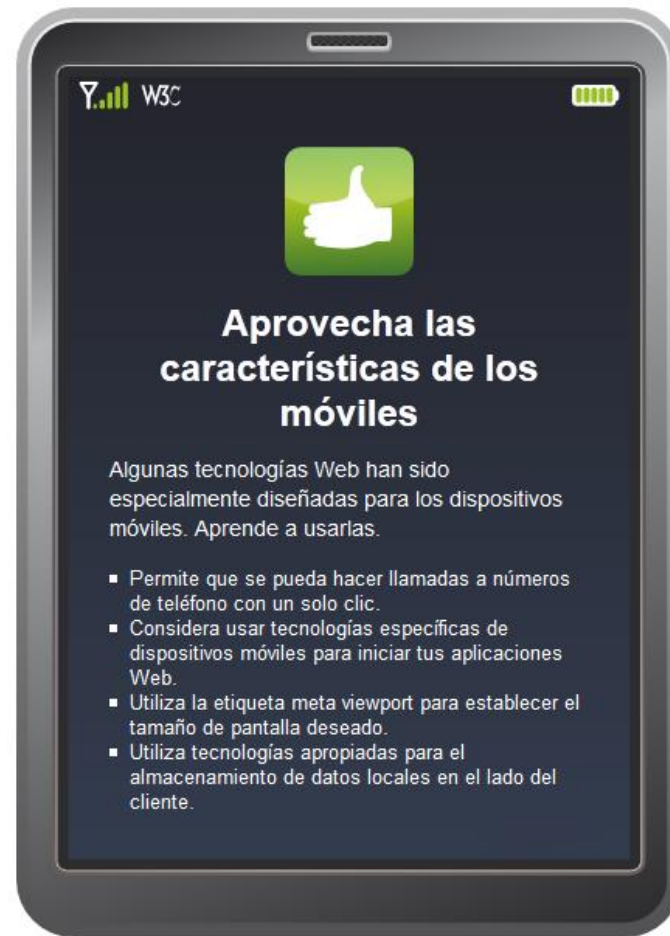 W3C
Aprovecha las
características de los
móviles
Algunas tecnologías Web han sido
especialmente diseñadas para los dispositivos
móviles. Aprende a usarlas.
Permite que se pueda hacer llamadas a números
de teléfono con un solo clic.
Considera usar tecnologías específicas de
dispositivos móviles para iniciar tus aplicaciones
Web.
Utiliza la etiqueta meta viewport para establecer el
tamaño de pantalla deseado.
Utiliza tecnologías apropiadas para el
almacenamiento de datos locales en el lado del
cliente.